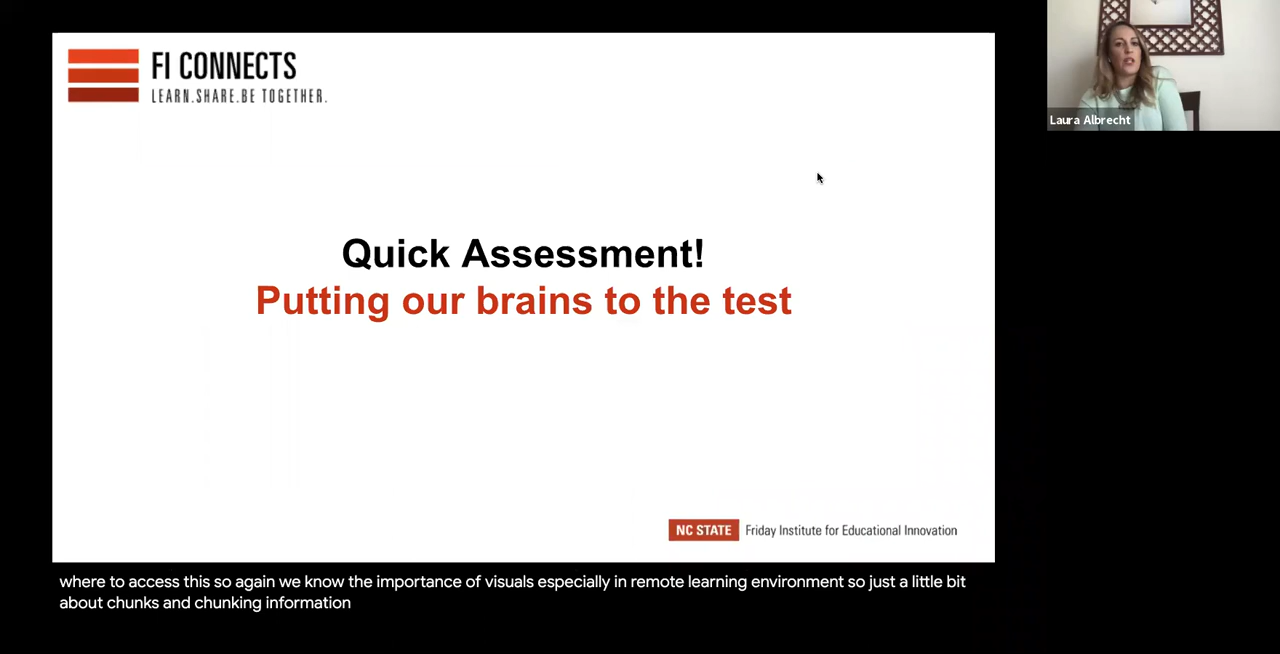 FI CONNECTS
LEARN.SHARE.BE TOGETHER.
Laura Albrecht
Quick Assessment!
Putting our brains to the test
NC STATE Friday Institute for Educational Innovation
where to access this so again we know the importance of visuals especially in remote learning environment so just a little bit
about chunks and chunking information